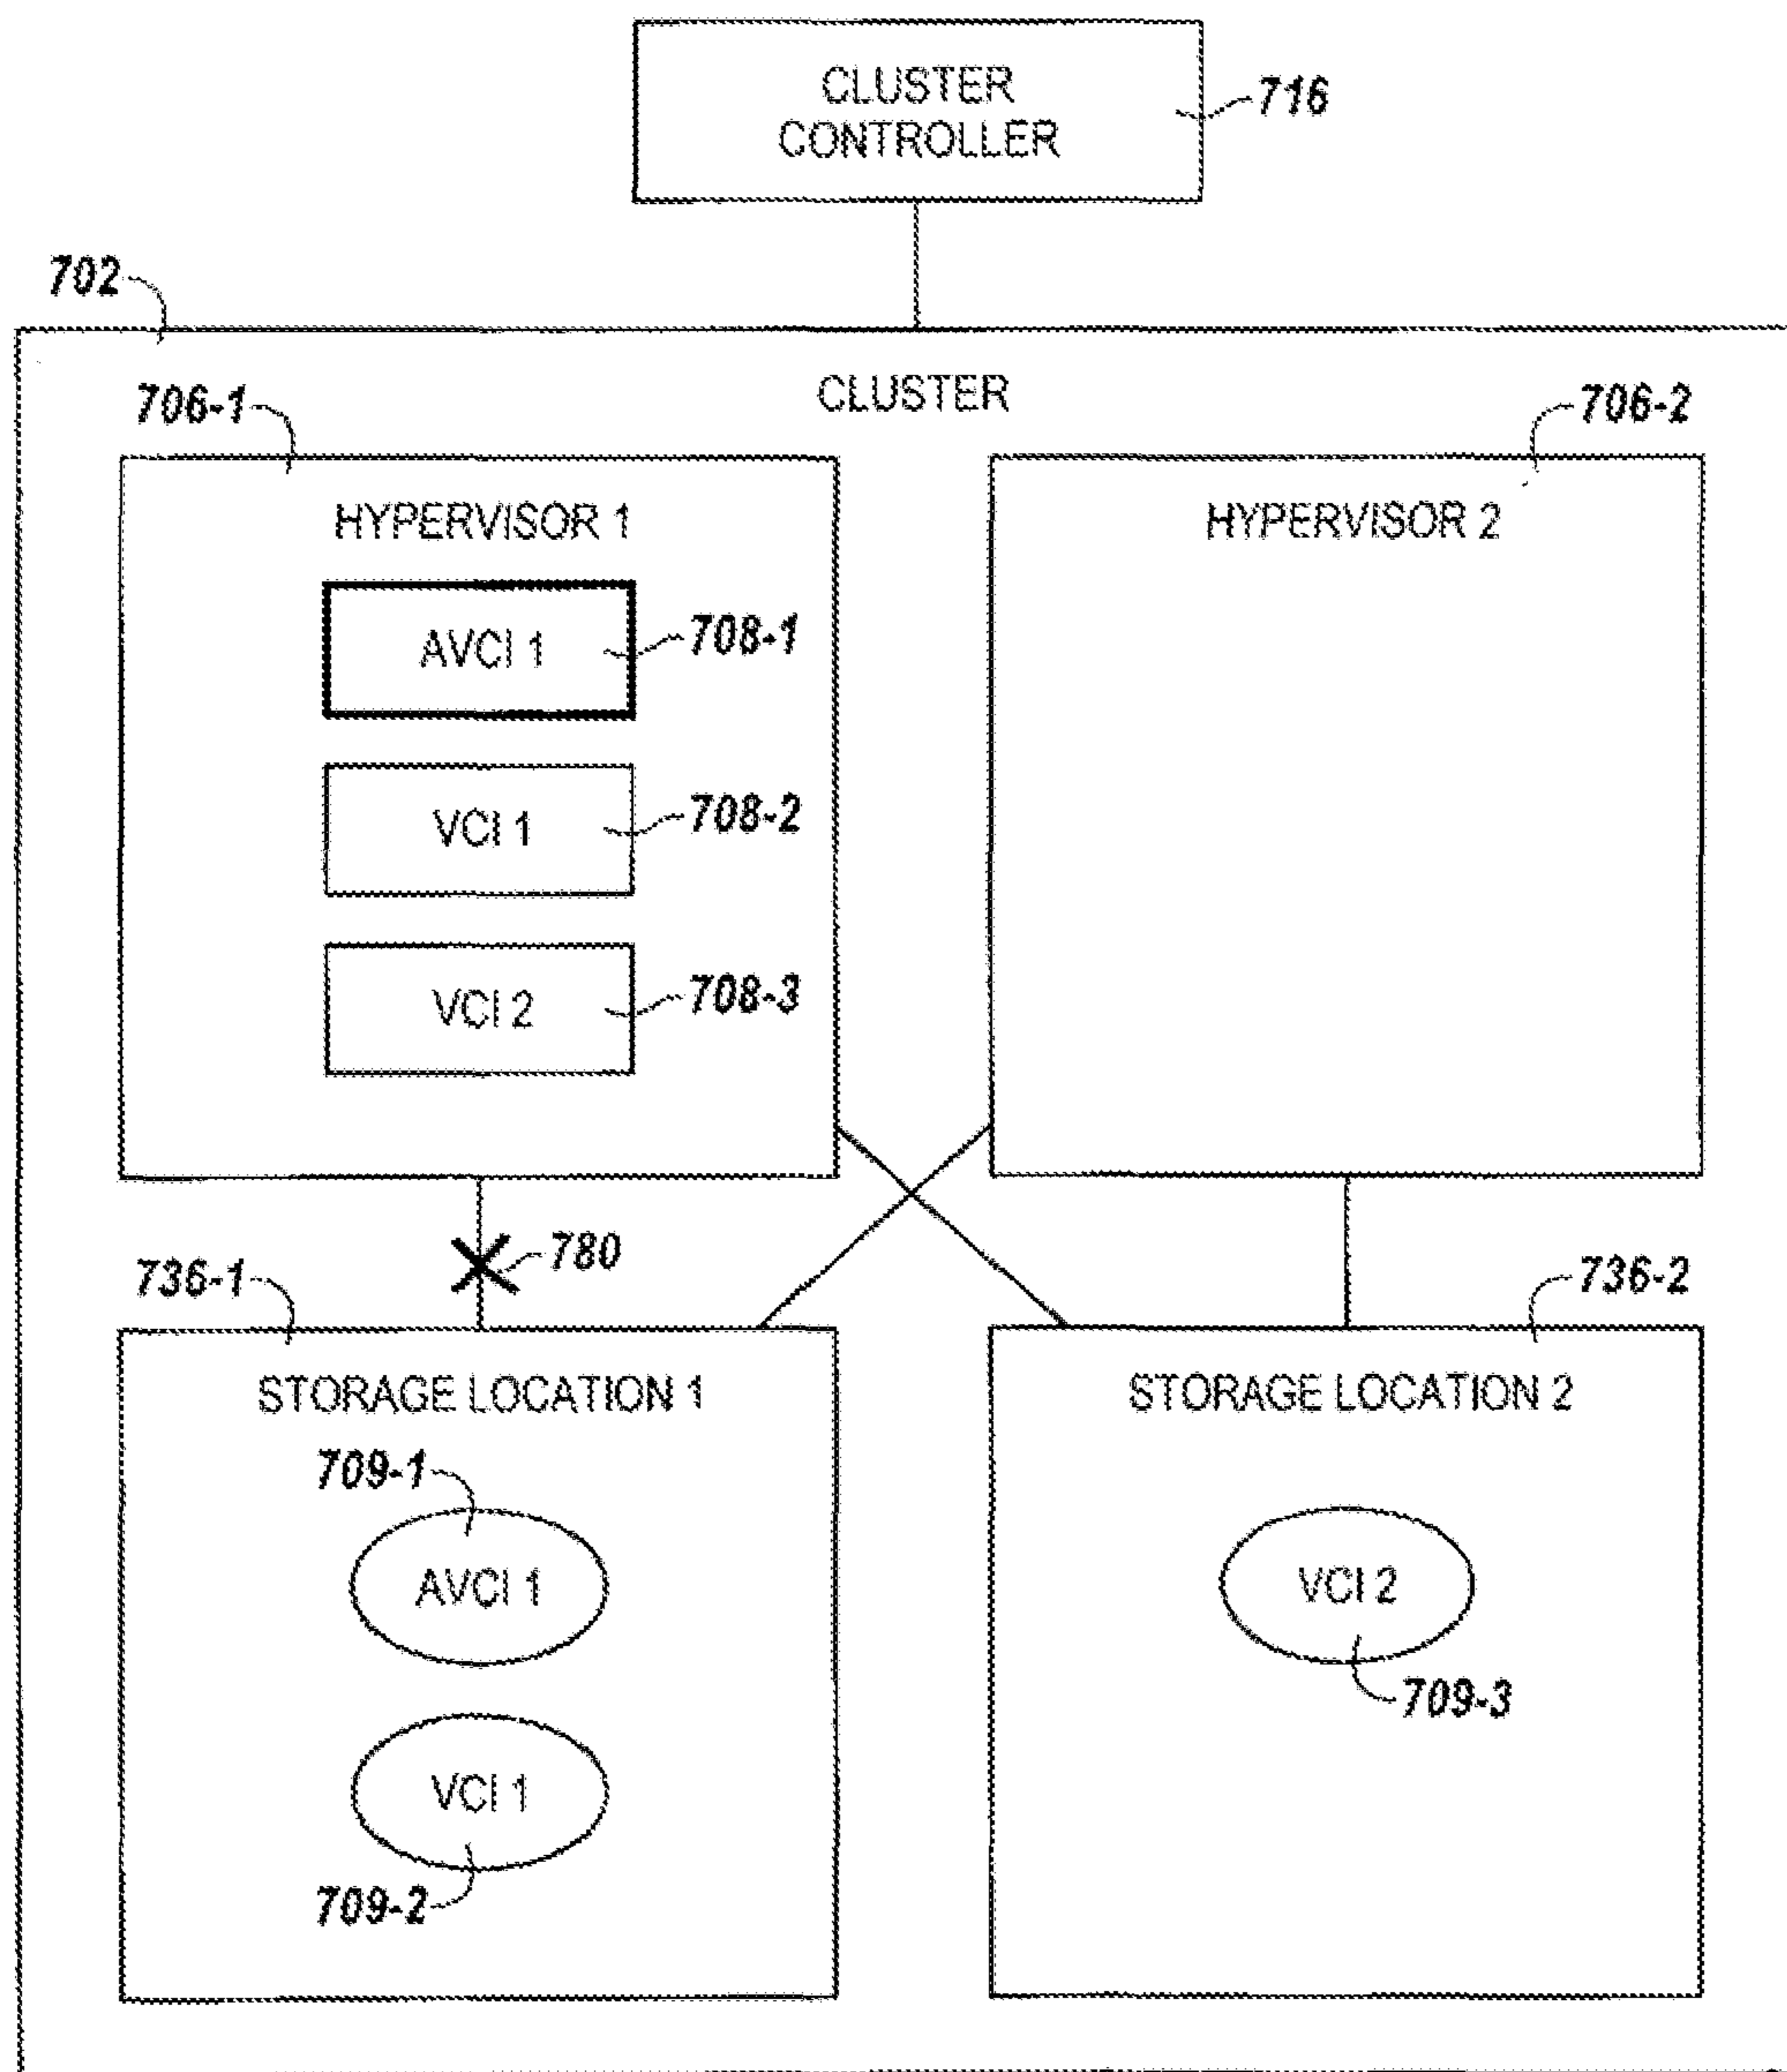 CLUSTER
CONTROLLER
716
702
CLUSTER
706-1
706-2
HYPERVISOR 1
HYPERVISOR 2
AVCI 1
708-1
VCI 1
708-2
VCI 2
708-3
780
736-1
736-2
STORAGE LOCATION 1
STORAGE LOCATION 2
709-1
AVCI 1
VCI 2
709-3
VCI 1
709-2